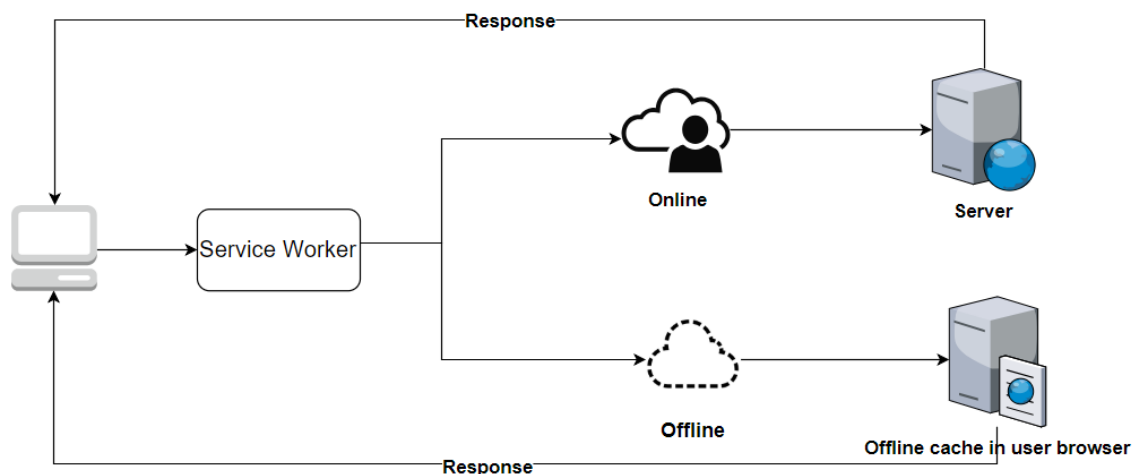 Response
Online
Server
Service Worker
Offline
Offline cache in user browser
Response